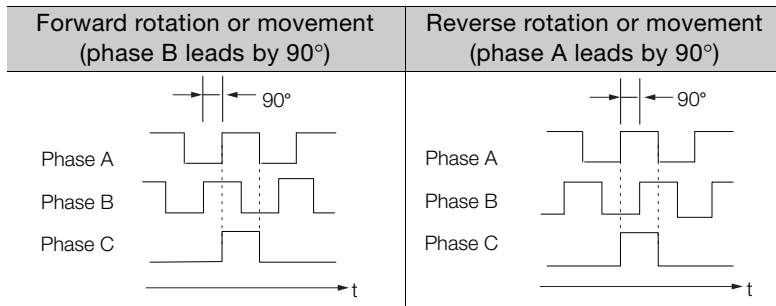 Forward rotation or movement
(phase B leads by 90°)
Reverse rotation or movement
(phase A leads by 90°)
90°
Phase A
Phase B
Phase C
t
90°
Phase A
Phase B
Phase C
t